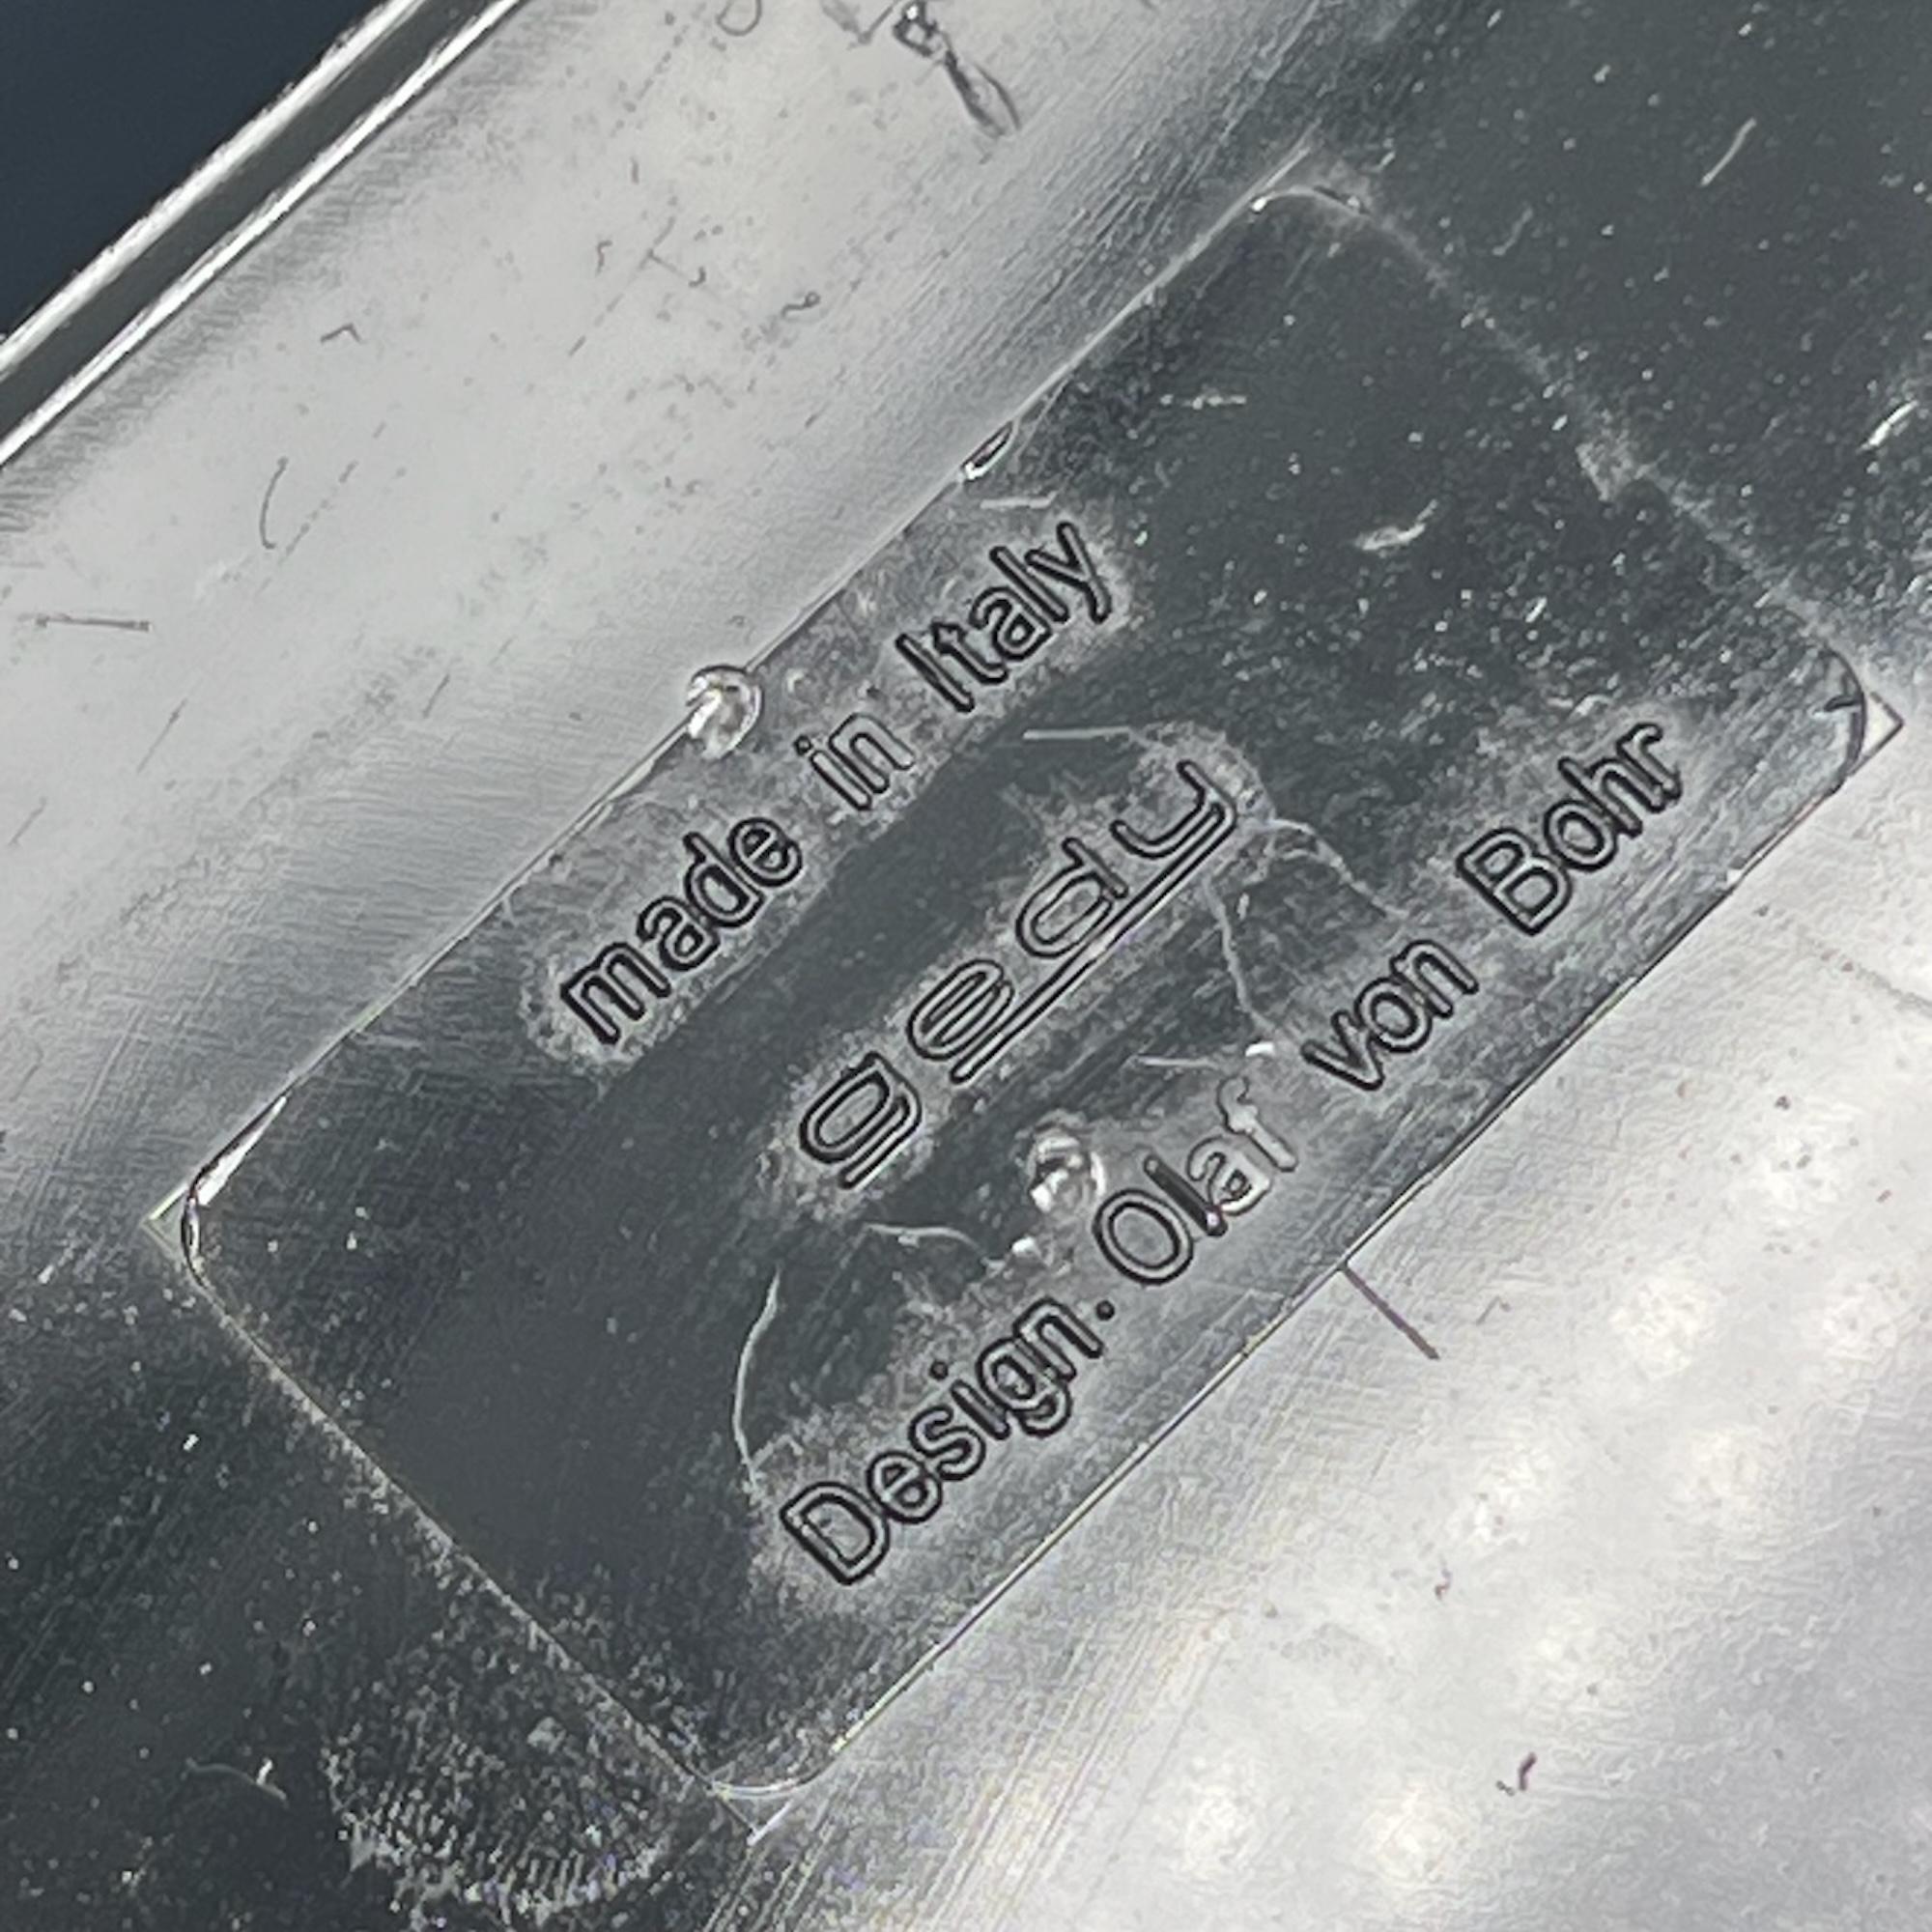 made in Italy
gedy
Design. Olaf von Bohr